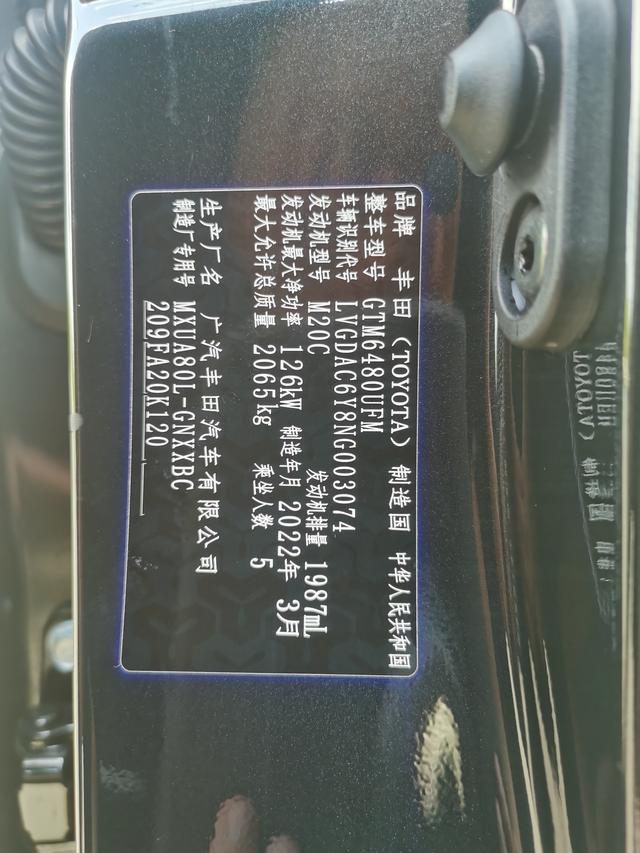 品牌 丰田(TOYOTA) 制造国 中华人民共和国
整车型号 GTM6480UFM
车辆识别代号 LVGDAC6Y8NG003074
发动机型号 M20C 发动机排量 1987mL
发动机最大净功率 126kW 制造年月 2022年 3月
最大允许总质量 2065kg 乘坐人数 5
生产厂名 广汽丰田汽车有限公司
制造厂专用号 MXUA80L-GNXXBC
209FA20K120